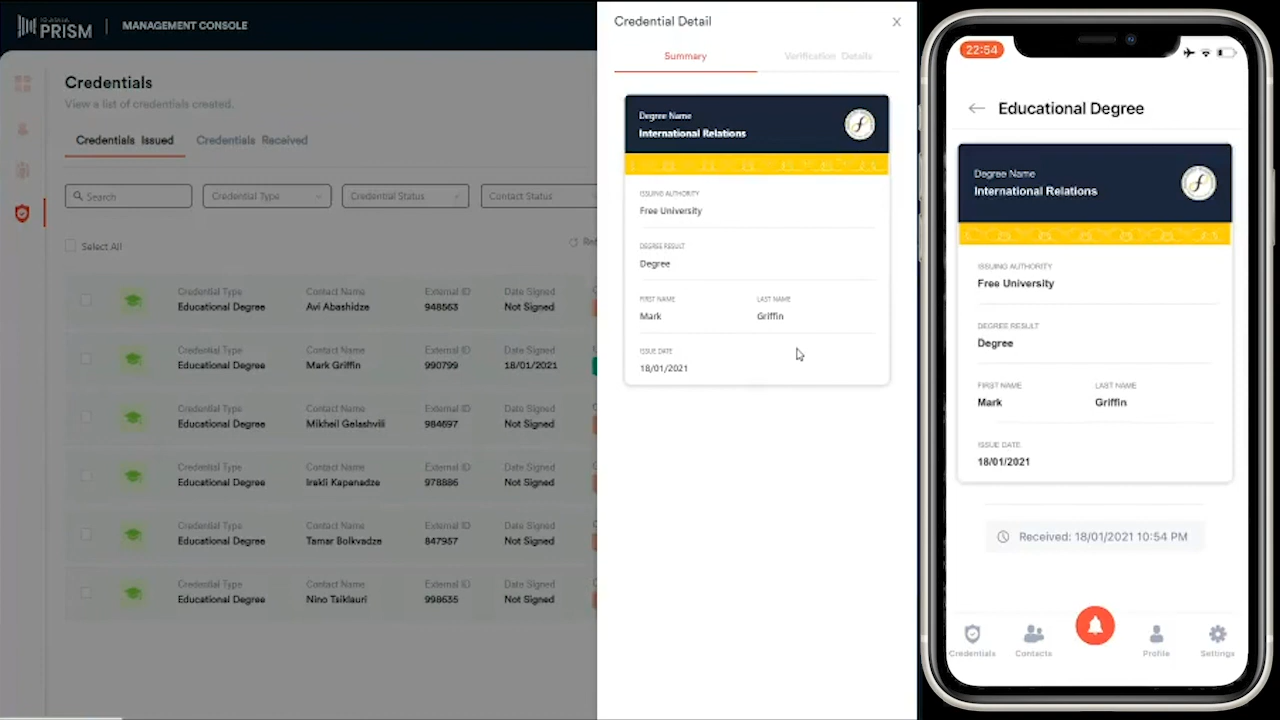 PRISM
MANAGEMENT CONSOLE
Credentials
View a list of credentials created.
Credentials Issued
Credentials Received
Search
Credential Type
Credential Status
Contact Status
Select All
Credential Type
Educational Degree
Contact Name
Avi Abashidze
External ID
948563
Date Signed
Not Signed
Credential Type
Educational Degree
Contact Name
Mark Griffin
External ID
990799
Date Signed
18/01/2021
Credential Type
Educational Degree
Contact Name
Mikheil Gelashvili
External ID
984697
Date Signed
Not Signed
Credential Type
Educational Degree
Contact Name
Irakli Kapanadze
External ID
978886
Date Signed
Not Signed
Credential Type
Educational Degree
Contact Name
Tamar Bolkvadze
External ID
847957
Date Signed
Not Signed
Credential Type
Educational Degree
Contact Name
Nino Tsiklauri
External ID
998635
Date Signed
Not Signed
Credential Detail
Summary
Verification Details
Degree Name
International Relations
ISSUING AUTHORITY
Free University
DEGREE RESULT
Degree
FIRST NAME
Mark
LAST NAME
Griffin
ISSUE DATE
18/01/2021
22:54
Educational Degree
Degree Name
International Relations
ISSUING AUTHORITY
Free University
DEGREE RESULT
Degree
FIRST NAME
Mark
LAST NAME
Griffin
ISSUE DATE
18/01/2021
Received: 18/01/2021 10:54 PM
Credentials
Contacts
Profile
Settings